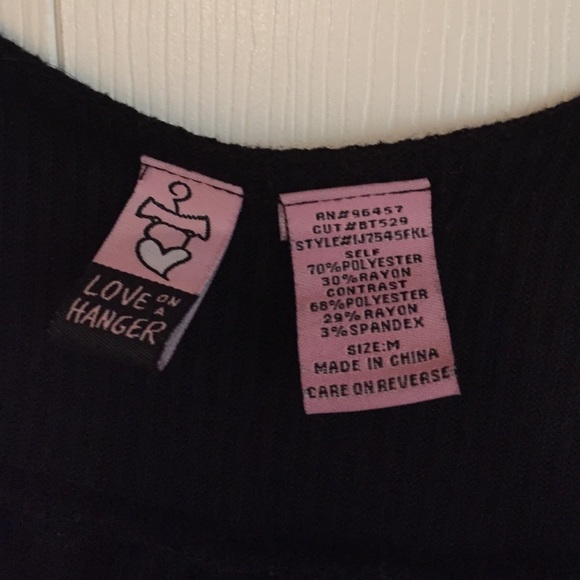 LOVE ON A
HANGER
RN#96457
CUT#BT529
STYLE#IJ7545FKL
SELF
70%POLYESTER
30%RAYON
CONTRAST
68%POLYESTER
29%RAYON
3%SPANDEX
SIZE:M
MADE IN CHINA
CARE ON REVERSE